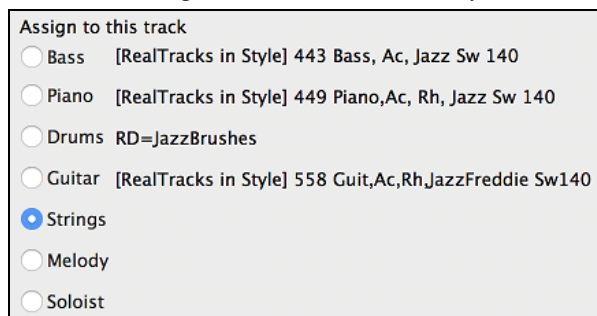 Assign to this track
Bass [RealTracks in Style] 443 Bass, Ac, Jazz Sw 140
Piano [RealTracks in Style] 449 Piano,Ac, Rh, Jazz Sw 140
Drums RD=JazzBrushes
Guitar [RealTracks in Style] 558 Guit,Ac,Rh,JazzFreddie Sw140
Strings
Melody
Soloist